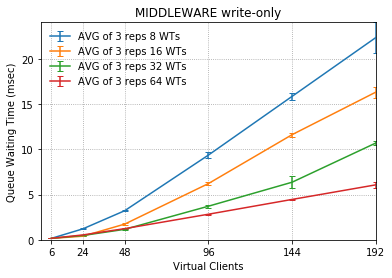 MIDDLEWARE write-only
AVG of 3 reps 8 WTs
AVG of 3 reps 16 WTs
AVG of 3 reps 32 WTs
AVG of 3 reps 64 WTs
Queue Waiting Time (msec)
20
15
10
5
0
6 24 48 96 144 192
Virtual Clients